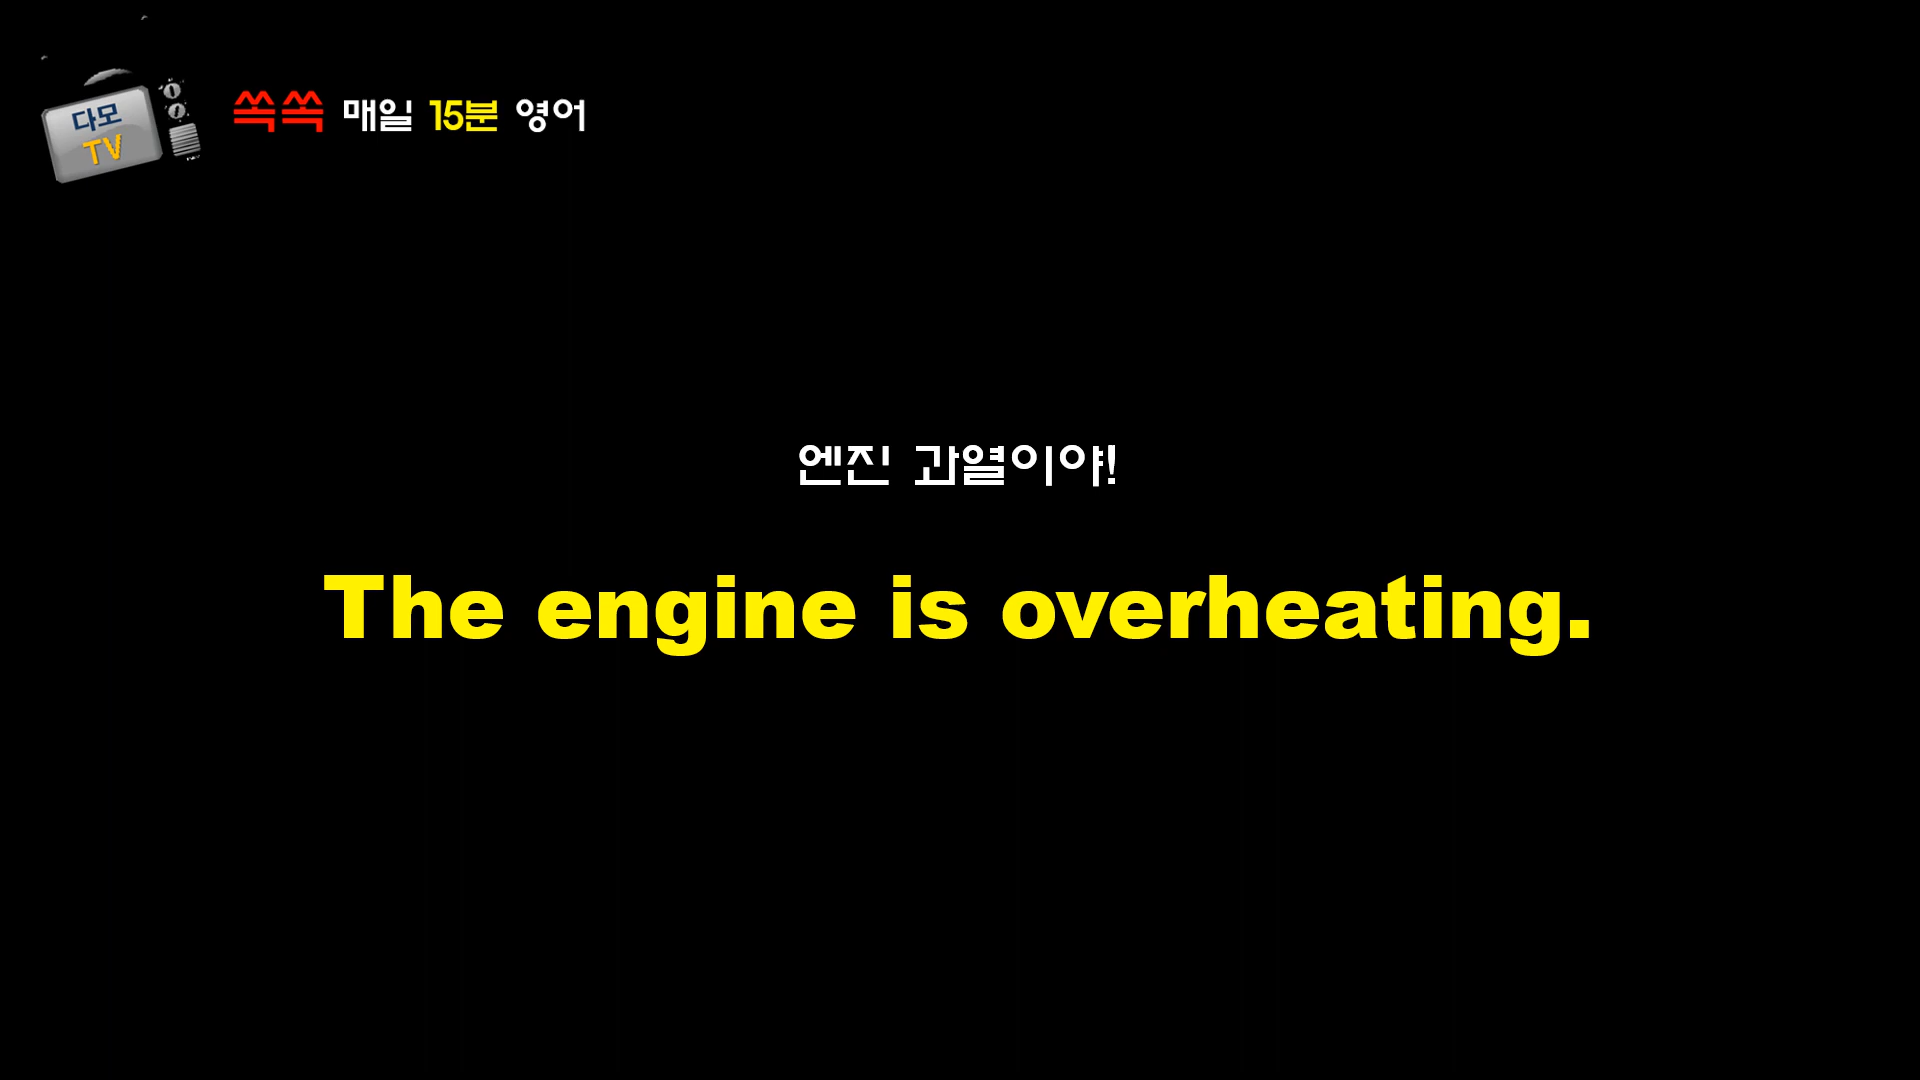 다모
TV
쏙쏙 매일 15분 영어
엔진 과열이야!
The engine is overheating.